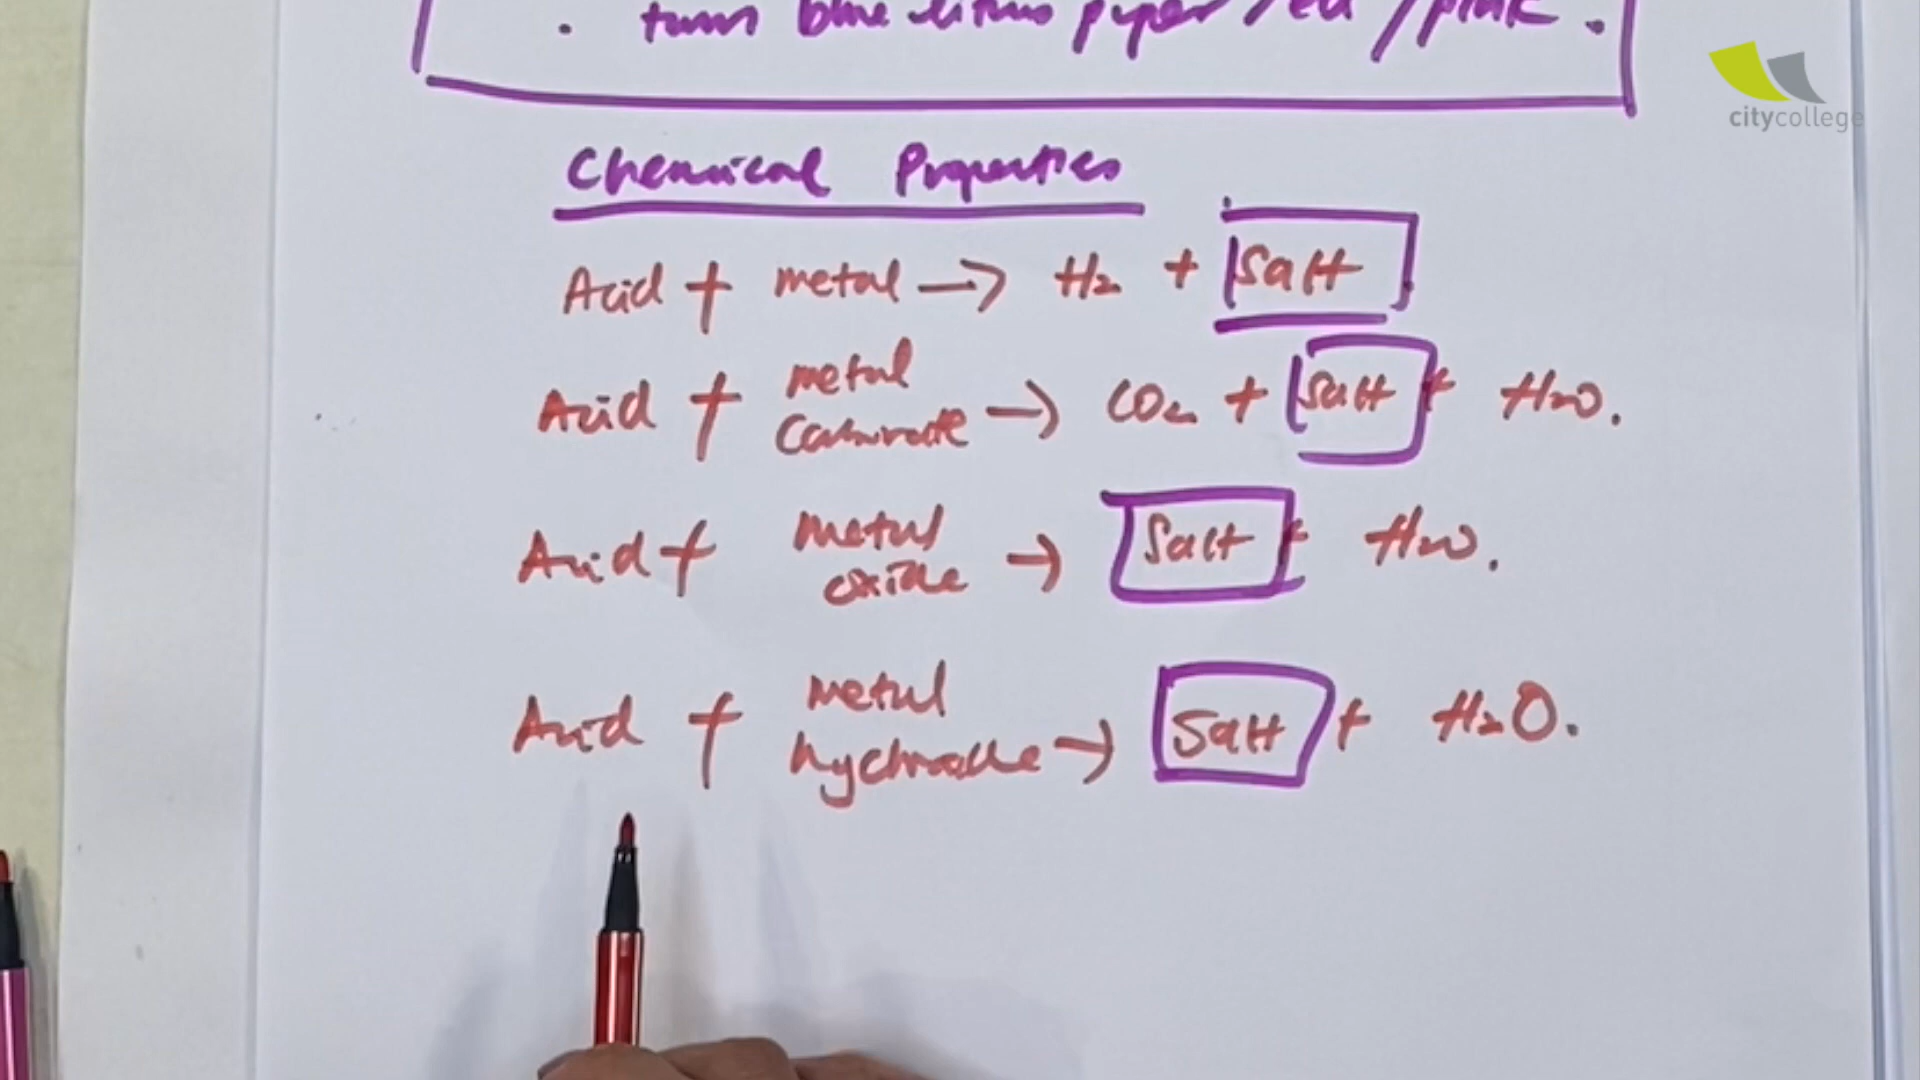 . turn blue litmus paper red / pink .
citycollege
Chemical Properties
Acid + metal → H₂ + Salt
Acid + metal carbonate → CO₂ + Salt + H₂O.
Acid + metal oxide → Salt + H₂O.
Acid + metal hydroxide → Salt + H₂O.